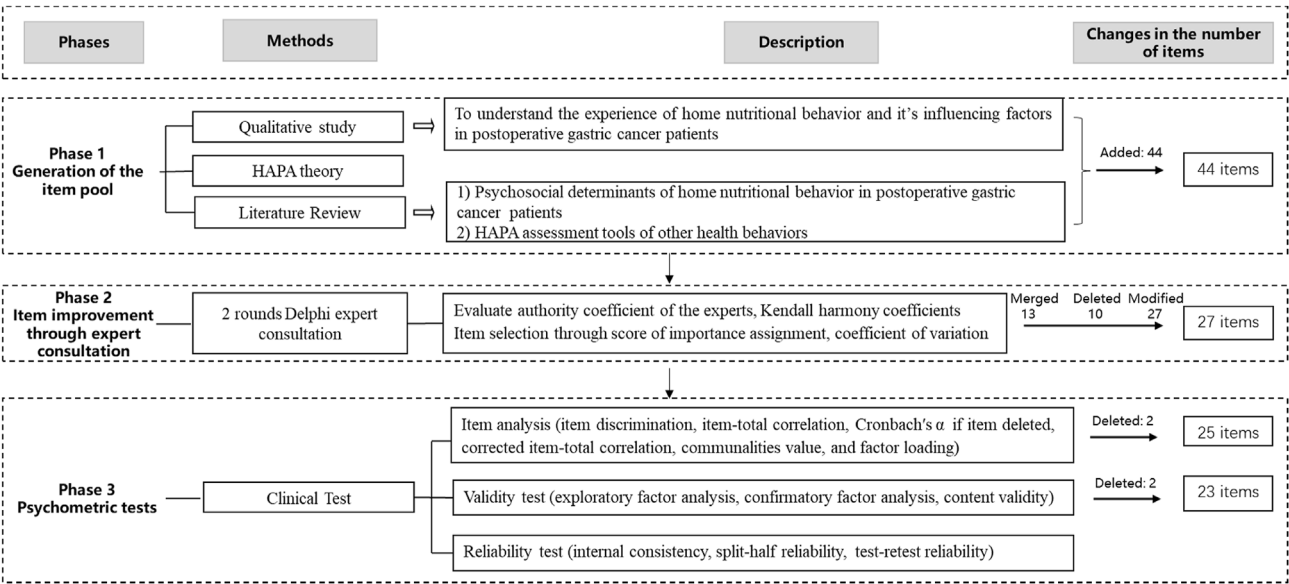 Phases
Methods
Description
Changes in the number
of items
Phase 1
Generation of the
item pool
Qualitative study
HAPA theory
Literature Review
To understand the experience of home nutritional behavior and it's influencing factors
in postoperative gastric cancer patients
1) Psychosocial determinants of home nutritional behavior in postoperative gastric
cancer patients
2) HAPA assessment tools of other health behaviors
Added: 44
44 items
Phase 2
Item improvement
through expert
consultation
2 rounds Delphi expert
consultation
Evaluate authority coefficient of the experts, Kendall harmony coefficients
Item selection through score of importance assignment, coefficient of variation
Merged Deleted Modified
13 10 27
27 items
Phase 3
Psychometric tests
Clinical Test
Item analysis (item discrimination, item-total correlation, Cronbach's α if item deleted,
corrected item-total correlation, communalities value, and factor loading)
Deleted: 2
25 items
Validity test (exploratory factor analysis, confirmatory factor analysis, content validity)
Deleted: 2
23 items
Reliability test (internal consistency, split-half reliability, test-retest reliability)